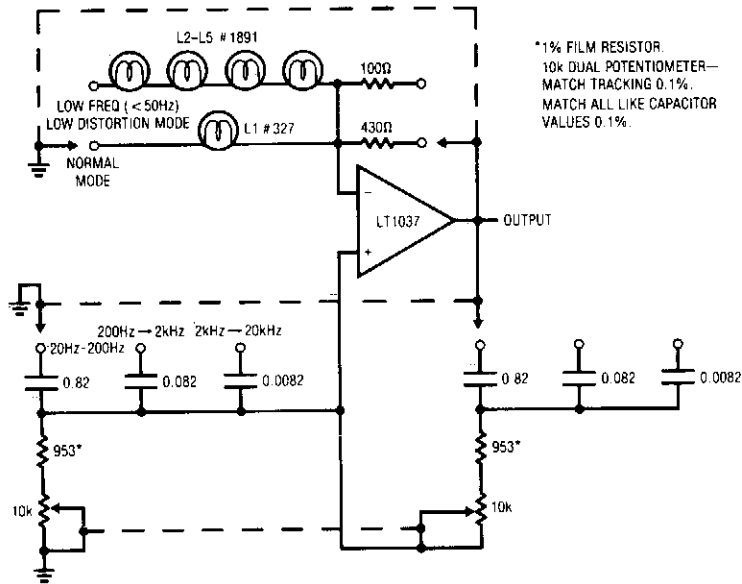 L2–L5 #1891
100Ω
LOW FREQ (<50Hz)
LOW DISTORTION MODE
L1 #327
430Ω
NORMAL
MODE
*1% FILM RESISTOR.
10k DUAL POTENTIOMETER—
MATCH TRACKING 0.1%.
MATCH ALL LIKE CAPACITOR
VALUES 0.1%.
−
LT1037
+
OUTPUT
200Hz→2kHz 2kHz→20kHz
20Hz–200Hz
0.82
0.082
0.0082
0.82
0.082
0.0082
953*
953*
10k
10k